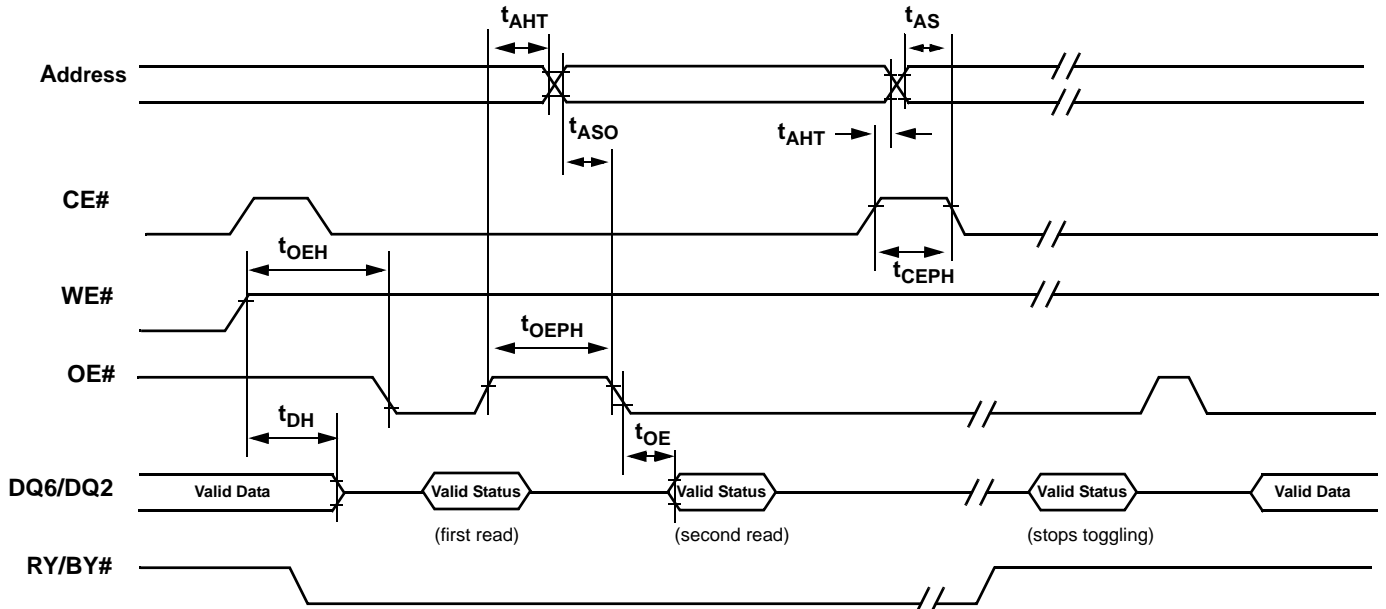 tAHT
tAS
Address
tASO
tAHT
CE#
tOEH
tCEPH
WE#
tOEPH
OE#
tDH
tOE
DQ6/DQ2
Valid Data
Valid Status
Valid Status
Valid Status
Valid Data
(first read)
(second read)
(stops toggling)
RY/BY#